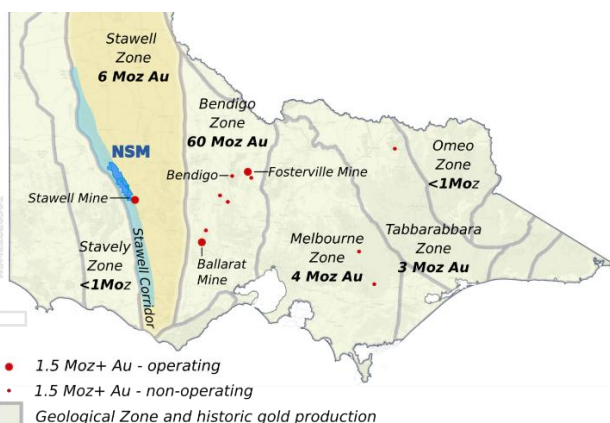 Stawell
Zone
6 Moz Au
Bendigo
Zone
60 Moz Au
NSM
Bendigo
Fosterville Mine
Omeo
Zone
<1Moz
Stawell Mine
Stavely
Zone
<1Moz
Stawell Corridor
Ballarat
Mine
Melbourne
Zone
4 Moz Au
Tabbarabbara
Zone
3 Moz Au
1.5 Moz+ Au - operating
1.5 Moz+ Au - non-operating
Geological Zone and historic gold production